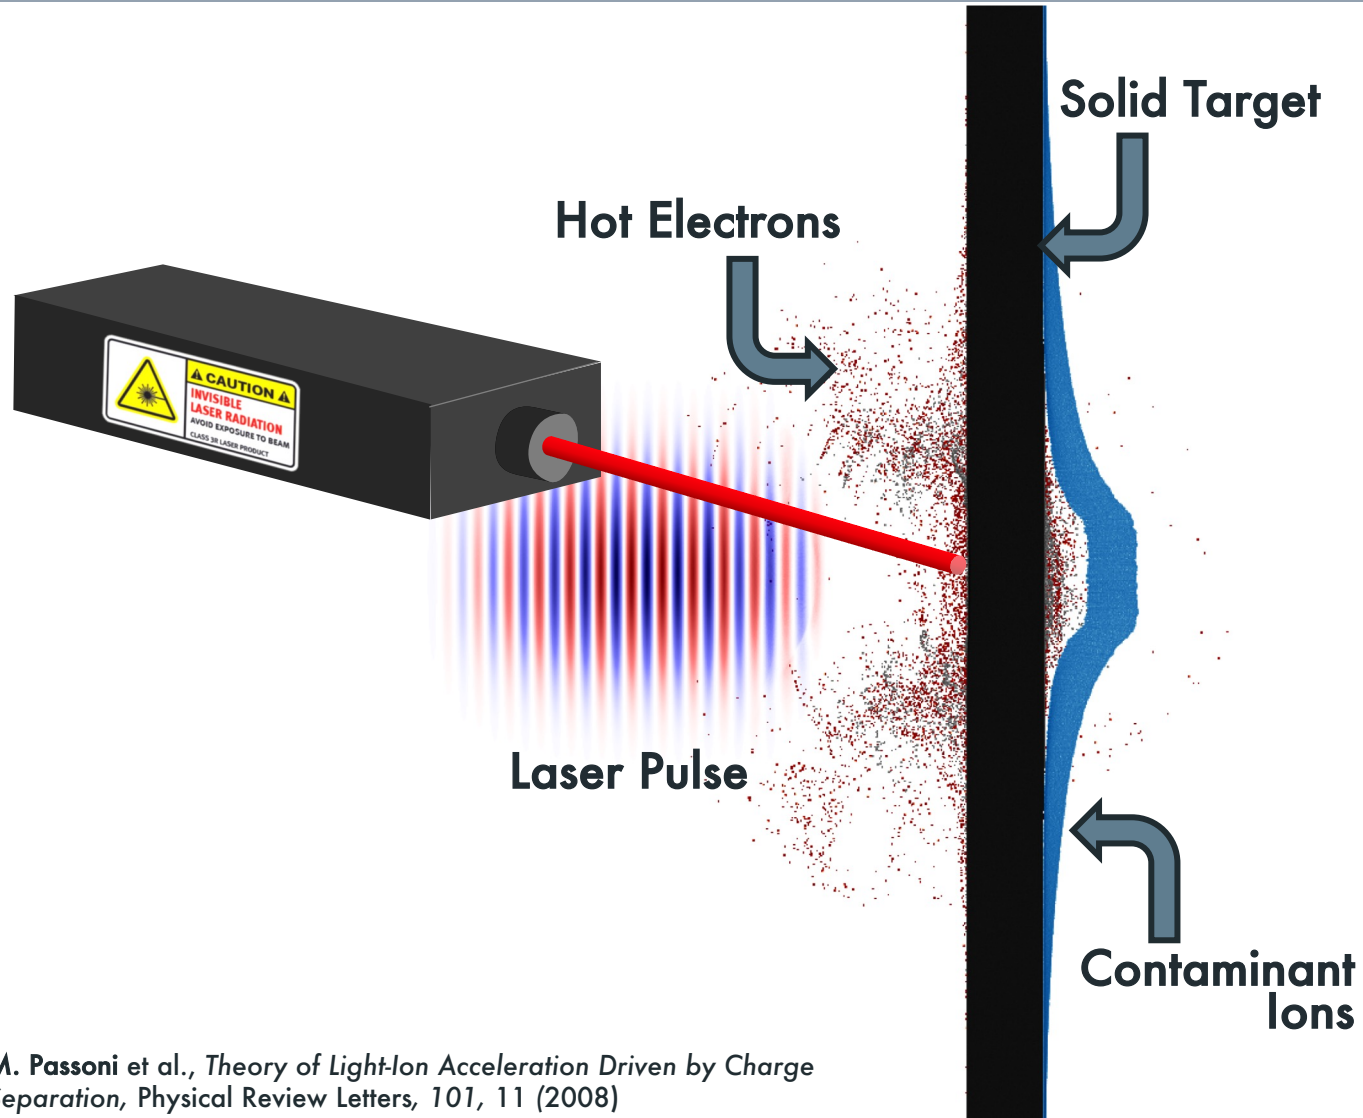 Solid Target
Hot Electrons
CAUTION
INVISIBLE
LASER RADIATION
AVOID EXPOSURE TO BEAM
CLASS 3R LASER PRODUCT
Laser Pulse
Contaminant
Ions
M. Passoni et al., Theory of Light-Ion Acceleration Driven by Charge
eparation, Physical Review Letters, 101, 11 (2008)